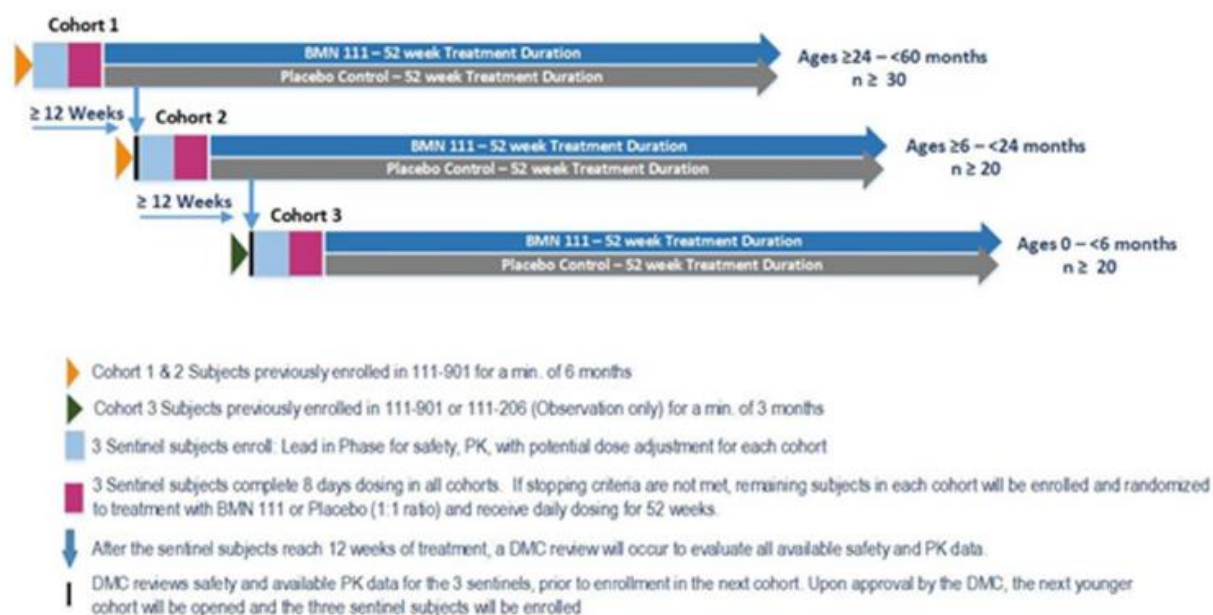 Cohort 1
BMN 111 – 52 week Treatment Duration
Placebo Control – 52 week Treatment Duration
Ages ≥24 – <60 months
n ≥ 30
≥ 12 Weeks
Cohort 2
BMN 111 – 52 week Treatment Duration
Placebo Control – 52 week Treatment Duration
Ages ≥6 – <24 months
n ≥ 20
≥ 12 Weeks
Cohort 3
BMN 111 – 52 week Treatment Duration
Placebo Control – 52 week Treatment Duration
Ages 0 – <6 months
n ≥ 20
Cohort 1 & 2 Subjects previously enrolled in 111-901 for a min. of 6 months
Cohort 3 Subjects previously enrolled in 111-901 or 111-206 (Observation only) for a min. of 3 months
3 Sentinel subjects enroll: Lead in Phase for safety, PK, with potential dose adjustment for each cohort
3 Sentinel subjects complete 8 days dosing in all cohorts. If stopping criteria are not met, remaining subjects in each cohort will be enrolled and randomized
to treatment with BMN 111 or Placebo (1:1 ratio) and receive daily dosing for 52 weeks.
After the sentinel subjects reach 12 weeks of treatment, a DMC review will occur to evaluate all available safety and PK data.
DMC reviews safety and available PK data for the 3 sentinels, prior to enrollment in the next cohort. Upon approval by the DMC, the next younger
cohort will be opened and the three sentinel subjects will be enrolled